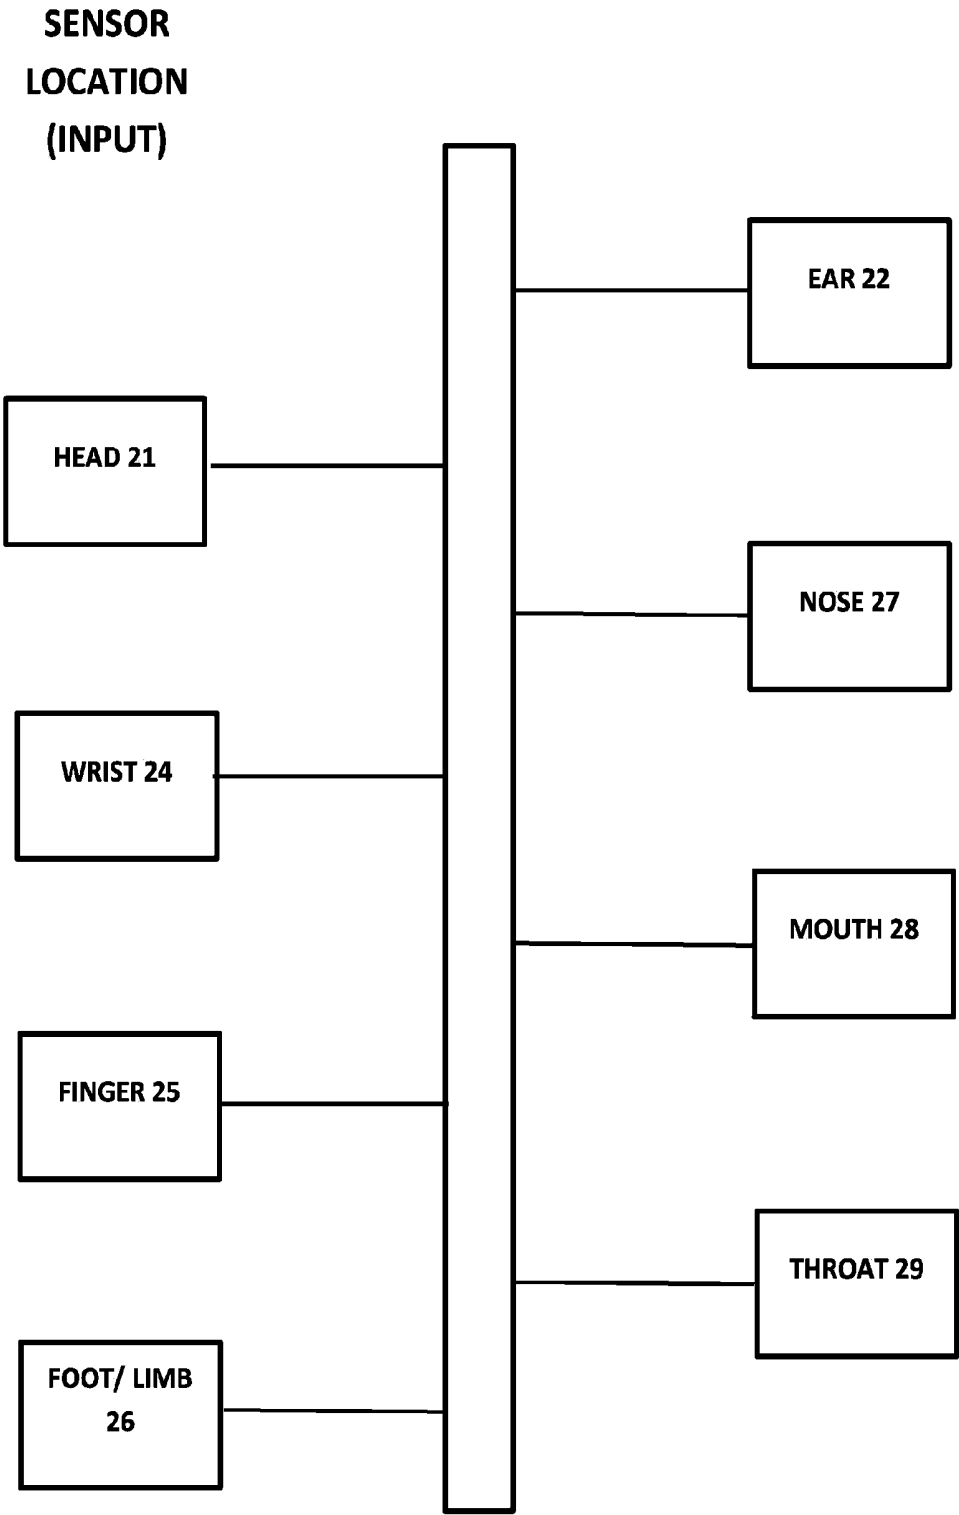 SENSOR
LOCATION
(INPUT)
EAR 22
HEAD 21
NOSE 27
WRIST 24
MOUTH 28
FINGER 25
THROAT 29
FOOT/ LIMB
26